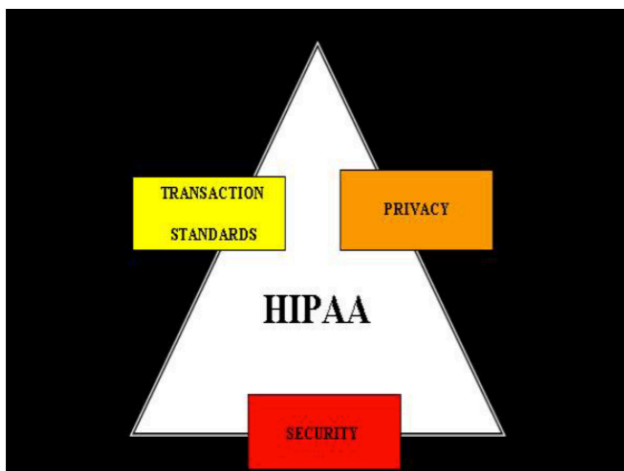 TRANSACTION
STANDARDS
PRIVACY
HIPAA
SECURITY